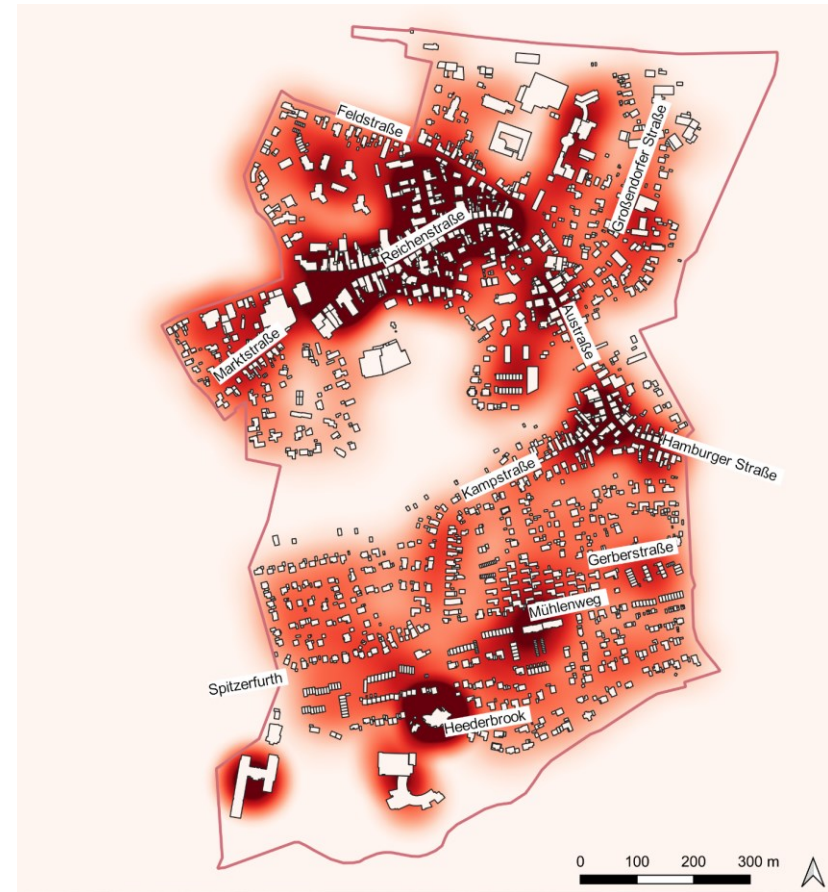 Feldstraße
Großendorfer Straße
Reichenstraße
Marktstraße
Austraße
Hamburger Straße
Kampstraße
Gerberstraße
Mühlenweg
Spitzerfurth
Heederbrook
0 100 200 300 m